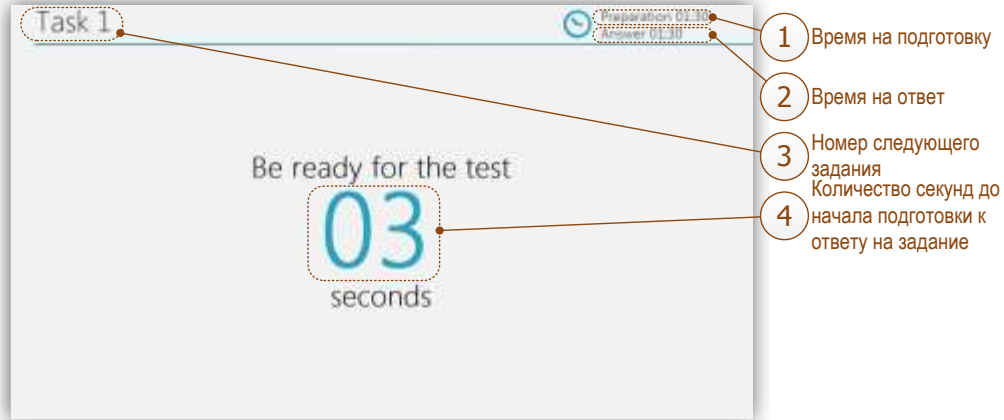 Task 1
Preparation 01:30
Answer 01:30
Be ready for the test
03
seconds
1
Время на подготовку
2
Время на ответ
3
Номер следующего
задания
4
Количество секунд до
начала подготовки к
ответу на задание